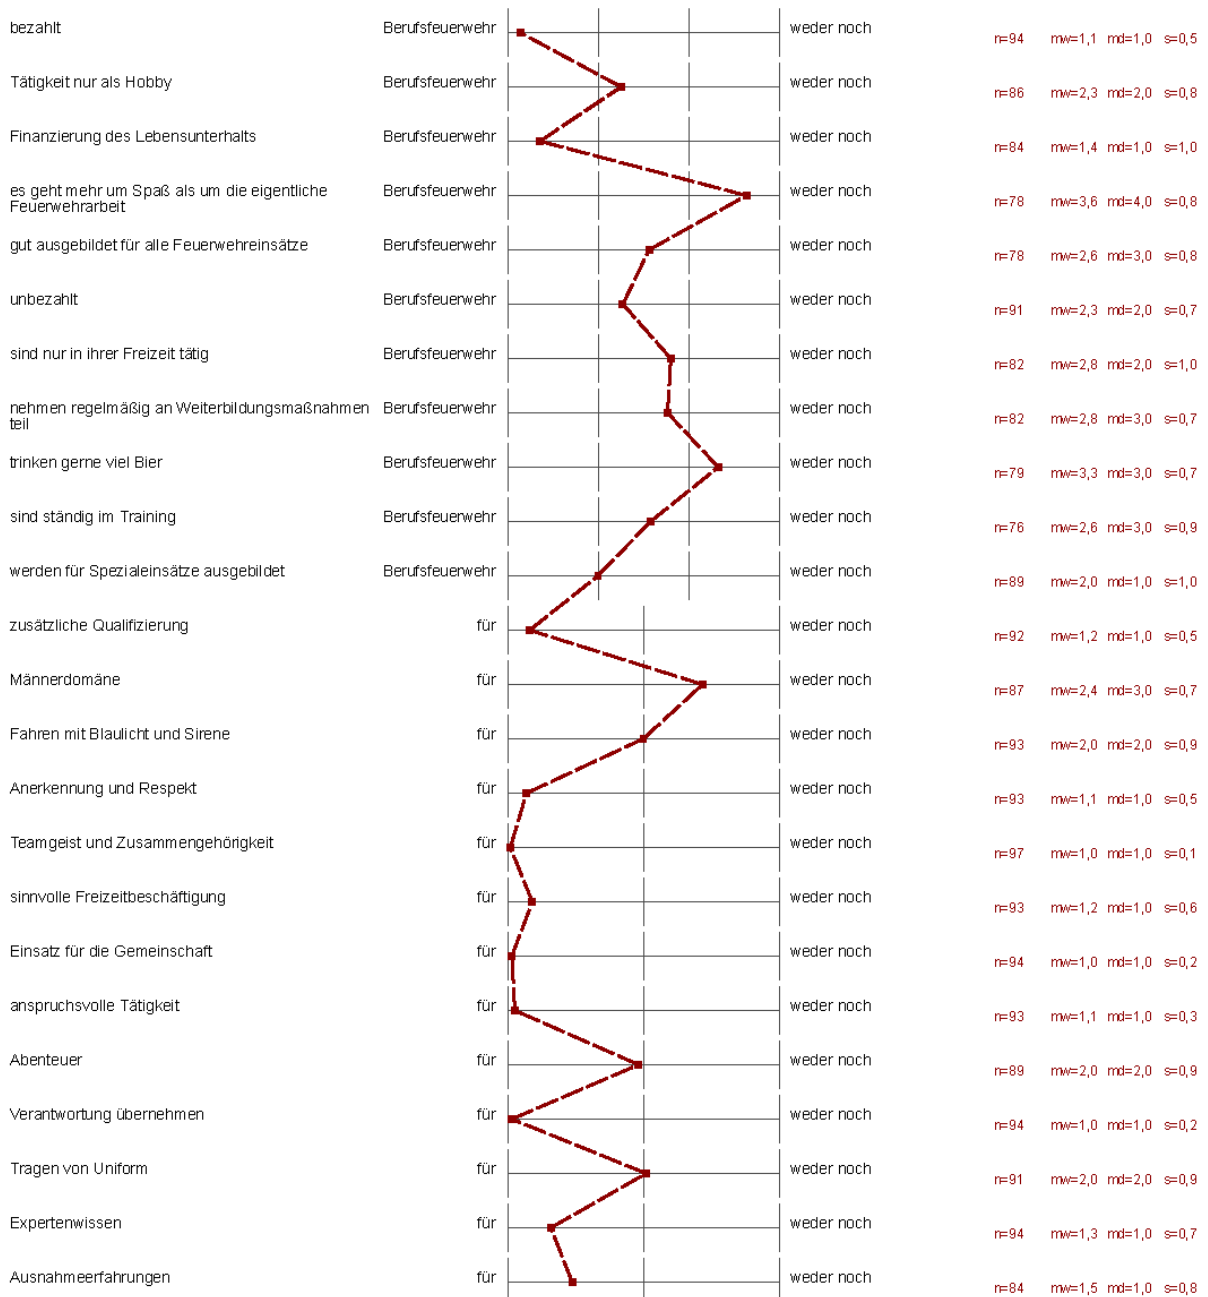 bezahlt Berufsfeuerwehr weder noch n=94 mw=1,1 md=1,0 s=0,5
Tätigkeit nur als Hobby Berufsfeuerwehr weder noch n=86 mw=2,3 md=2,0 s=0,8
Finanzierung des Lebensunterhalts Berufsfeuerwehr weder noch n=84 mw=1,4 md=1,0 s=1,0
es geht mehr um Spaß als um die eigentliche Berufsfeuerwehr weder noch n=78 mw=3,6 md=4,0 s=0,8
Feuerwehrarbeit
gut ausgebildet für alle Feuerwehreinsätze Berufsfeuerwehr weder noch n=78 mw=2,6 md=3,0 s=0,8
unbezahlt Berufsfeuerwehr weder noch n=91 mw=2,3 md=2,0 s=0,7
sind nur in ihrer Freizeit tätig Berufsfeuerwehr weder noch n=82 mw=2,8 md=2,0 s=1,0
nehmen regelmäßig an Weiterbildungsmaßnahmen Berufsfeuerwehr weder noch n=82 mw=2,8 md=3,0 s=0,7
teil
trinken gerne viel Bier Berufsfeuerwehr weder noch n=79 mw=3,3 md=3,0 s=0,7
sind ständig im Training Berufsfeuerwehr weder noch n=76 mw=2,6 md=3,0 s=0,9
werden für Spezialeinsätze ausgebildet Berufsfeuerwehr weder noch n=89 mw=2,0 md=1,0 s=1,0
zusätzliche Qualifizierung für weder noch n=92 mw=1,2 md=1,0 s=0,5
Männerdomäne für weder noch n=87 mw=2,4 md=3,0 s=0,7
Fahren mit Blaulicht und Sirene für weder noch n=93 mw=2,0 md=2,0 s=0,9
Anerkennung und Respekt für weder noch n=93 mw=1,1 md=1,0 s=0,5
Teamgeist und Zusammengehörigkeit für weder noch n=97 mw=1,0 md=1,0 s=0,1
sinnvolle Freizeitbeschäftigung für weder noch n=93 mw=1,2 md=1,0 s=0,6
Einsatz für die Gemeinschaft für weder noch n=94 mw=1,0 md=1,0 s=0,2
anspruchsvolle Tätigkeit für weder noch n=93 mw=1,1 md=1,0 s=0,3
Abenteuer für weder noch n=89 mw=2,0 md=2,0 s=0,9
Verantwortung übernehmen für weder noch n=94 mw=1,0 md=1,0 s=0,2
Tragen von Uniform für weder noch n=91 mw=2,0 md=2,0 s=0,9
Expertenwissen für weder noch n=94 mw=1,3 md=1,0 s=0,7
Ausnahmeerfahrungen für weder noch n=84 mw=1,5 md=1,0 s=0,8